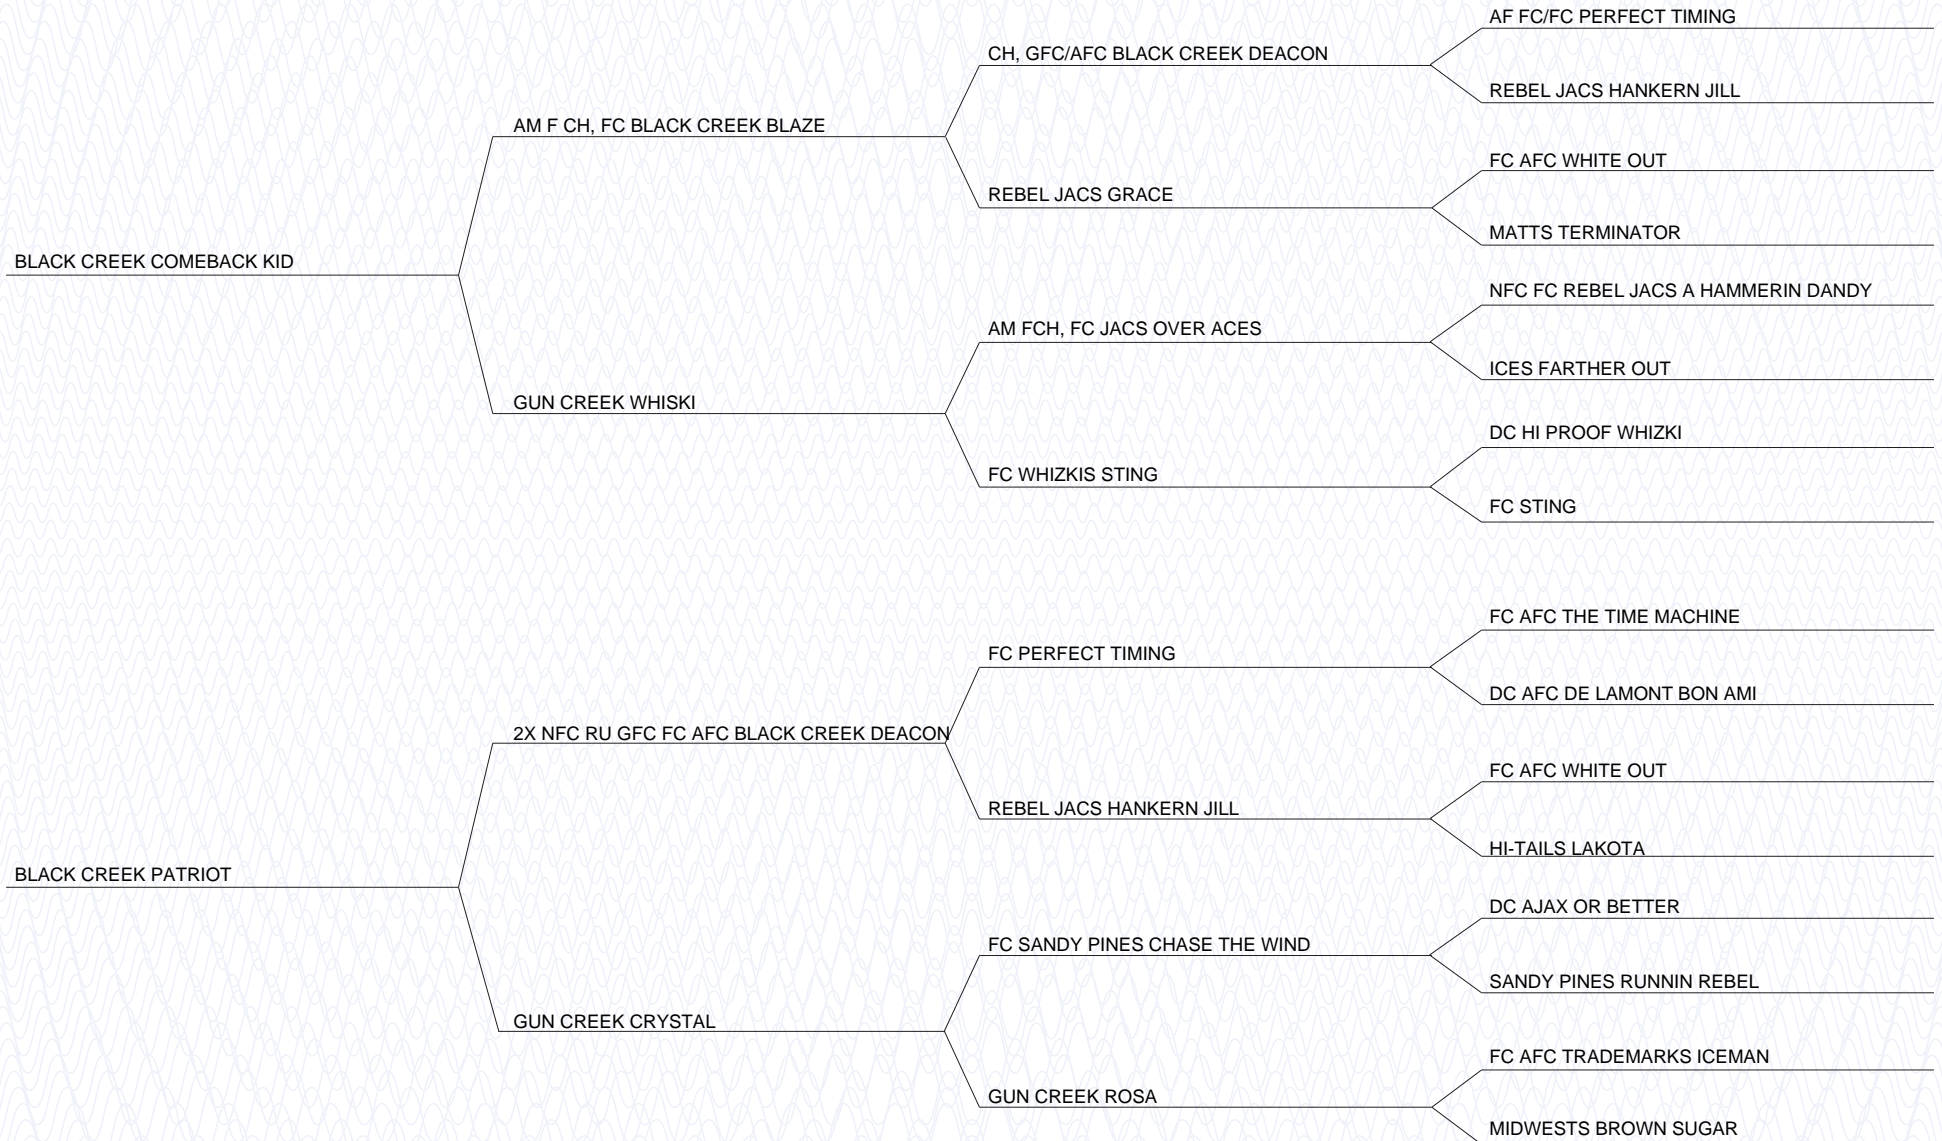 AF FC/FC PERFECT TIMING
CH, GFC/AFC BLACK CREEK DEACON
REBEL JACS HANKERN JILL
AM F CH, FC BLACK CREEK BLAZE
FC AFC WHITE OUT
REBEL JACS GRACE
MATTS TERMINATOR
BLACK CREEK COMEBACK KID
NFC FC REBEL JACS A HAMMERIN DANDY
AM FCH, FC JACS OVER ACES
ICES FARTHER OUT
GUN CREEK WHISKI
DC HI PROOF WHIZKI
FC WHIZKIS STING
FC STING
FC AFC THE TIME MACHINE
FC PERFECT TIMING
DC AFC DE LAMONT BON AMI
2X NFC RU GFC FC AFC BLACK CREEK DEACON
FC AFC WHITE OUT
REBEL JACS HANKERN JILL
HI-TAILS LAKOTA
BLACK CREEK PATRIOT
DC AJAX OR BETTER
FC SANDY PINES CHASE THE WIND
SANDY PINES RUNNIN REBEL
GUN CREEK CRYSTAL
FC AFC TRADEMARKS ICEMAN
GUN CREEK ROSA
MIDWESTS BROWN SUGAR